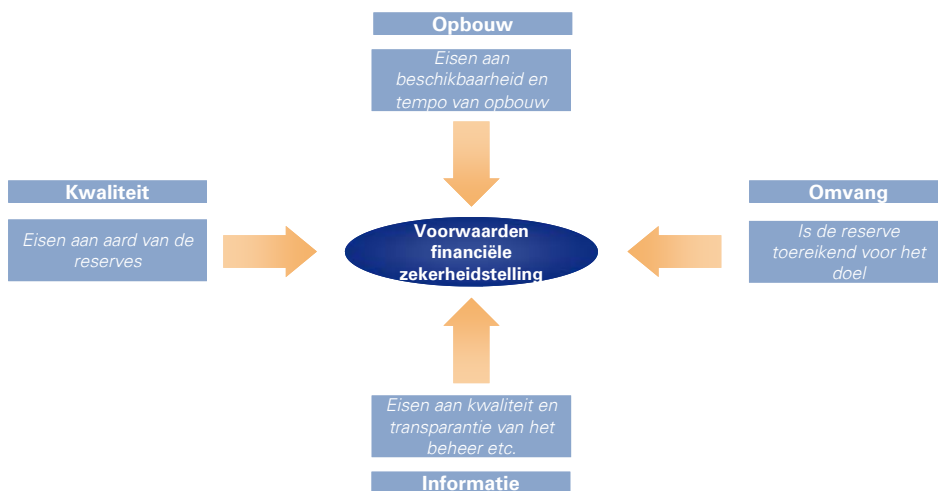 Opbouw
Eisen aan
beschikbaarheid en
tempo van opbouw
Kwaliteit
Eisen aan aard van de
reserves
Voorwaarden
financiële
zekerheidstelling
Omvang
Is de reserve
toereikend voor het
doel
Eisen aan kwaliteit en
transparantie van het
beheer etc.
Informatie